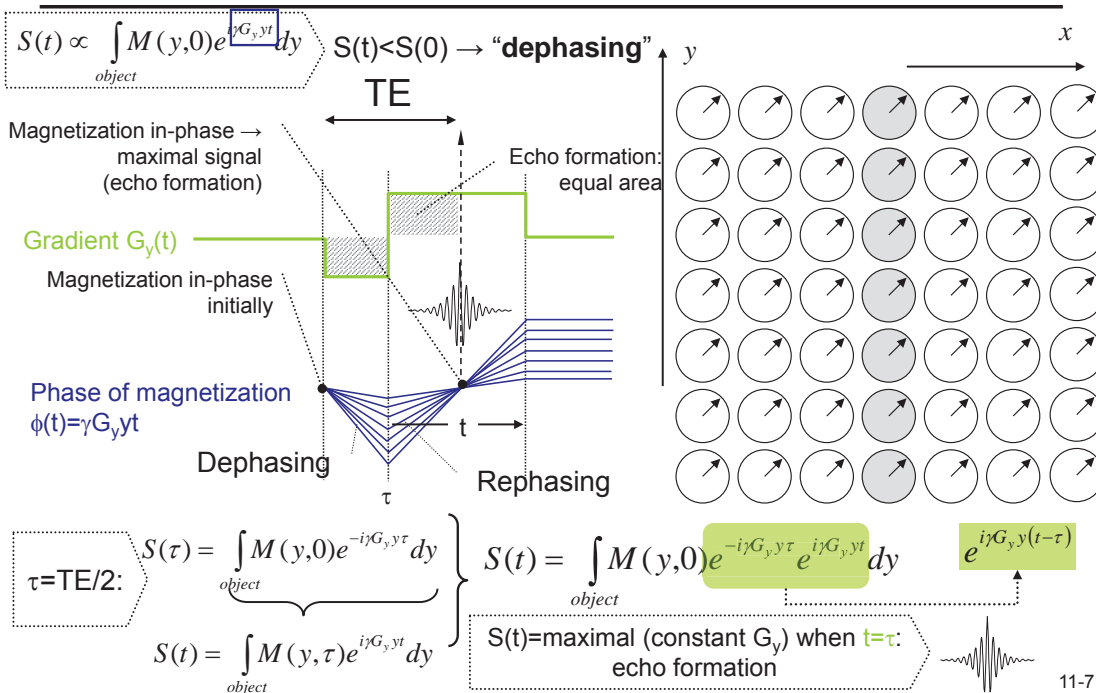 S(t) ∝ ∫ M(y,0)e^{iγG_y yt} dy
object
S(t)<S(0) → “dephasing”
x
y
TE
Magnetization in-phase →
maximal signal
(echo formation)
Echo formation:
equal area
Gradient G_y(t)
Magnetization in-phase
initially
Phase of magnetization
ϕ(t)=γG_y yt
t
Dephasing
Rephasing
τ
τ=TE/2:
S(τ) = ∫ M(y,0)e^{-iγG_y yτ} dy
object
S(t) = ∫ M(y,τ)e^{iγG_y yt} dy
object
S(t) = ∫ M(y,0)e^{-iγG_y yτ} e^{iγG_y yt} dy
object
e^{iγG_y y(t-τ)}
S(t)=maximal (constant G_y) when t=τ:
echo formation
11-7